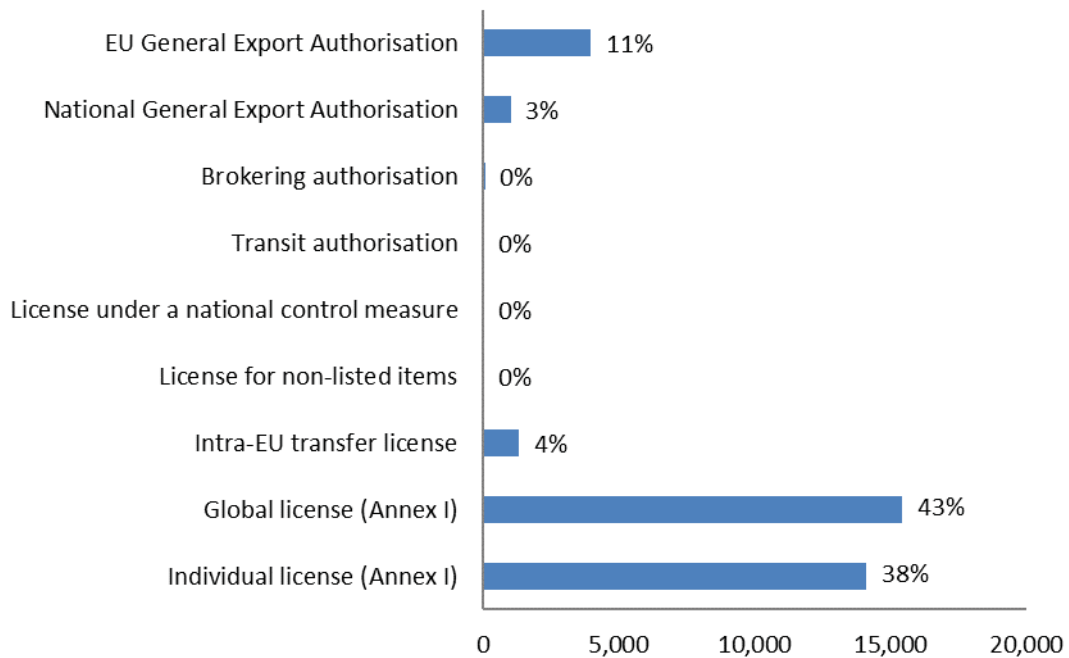 EU General Export Authorisation 11%
National General Export Authorisation 3%
Brokering authorisation 0%
Transit authorisation 0%
License under a national control measure 0%
License for non-listed items 0%
Intra-EU transfer license 4%
Global license (Annex I) 43%
Individual license (Annex I) 38%
0 5,000 10,000 15,000 20,000